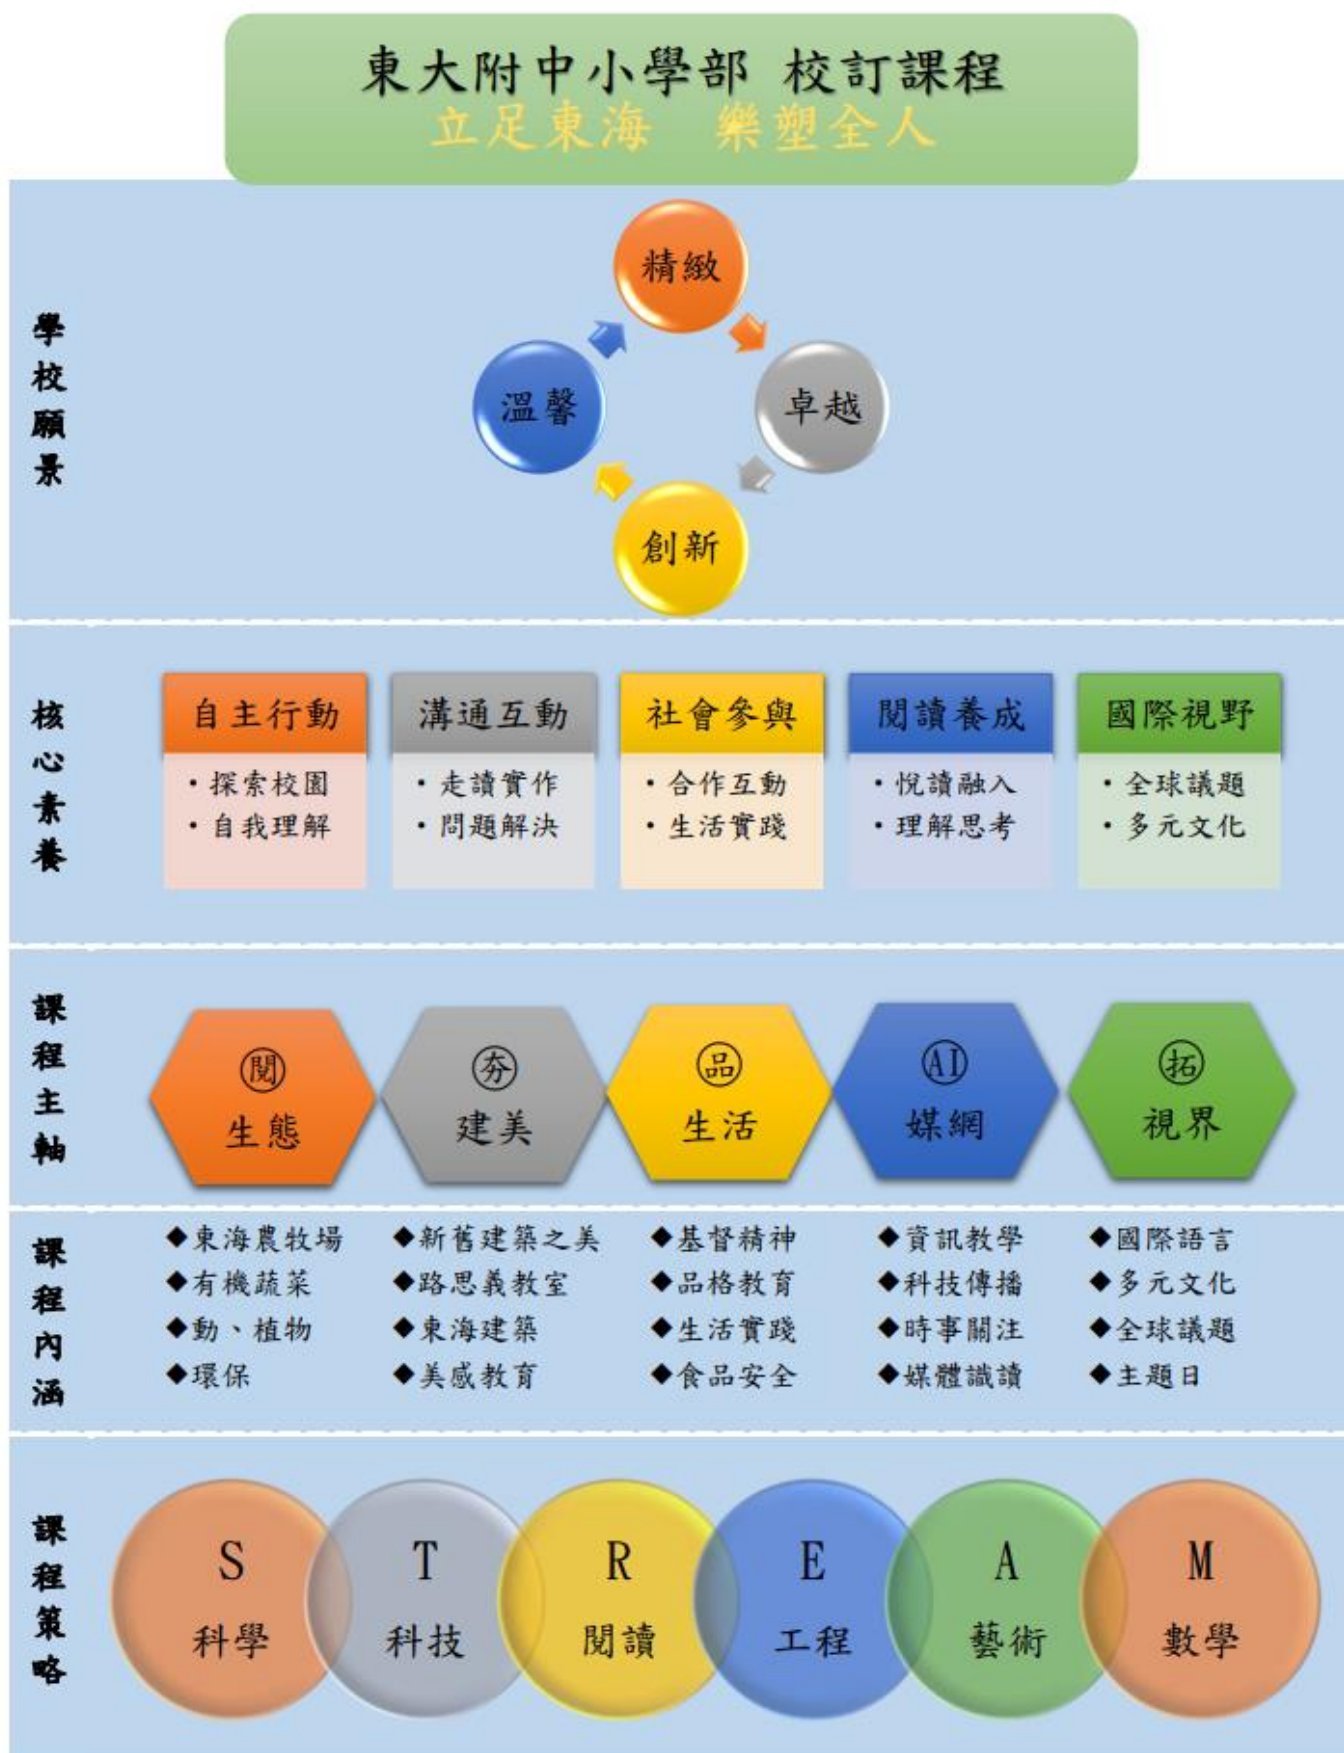 東大附中小學部 校訂課程
立足東海 樂塑全人
學校願景
精緻
溫馨
卓越
創新
核心素養
自主行動
・探索校園
・自我理解
溝通互動
・走讀實作
・問題解決
社會參與
・合作互動
・生活實踐
閱讀養成
・悅讀融入
・理解思考
國際視野
・全球議題
・多元文化
課程主軸
閱
生態
夯
建美
品
生活
AI
媒網
拓
視界
課程內涵
◆東海農牧場
◆有機蔬菜
◆動、植物
◆環保
◆新舊建築之美
◆路思義教室
◆東海建築
◆美感教育
◆基督精神
◆品格教育
◆生活實踐
◆食品安全
◆資訊教學
◆科技傳播
◆時事關注
◆媒體識讀
◆國際語言
◆多元文化
◆全球議題
◆主題日
課程策略
S
科學
T
科技
R
閱讀
E
工程
A
藝術
M
數學